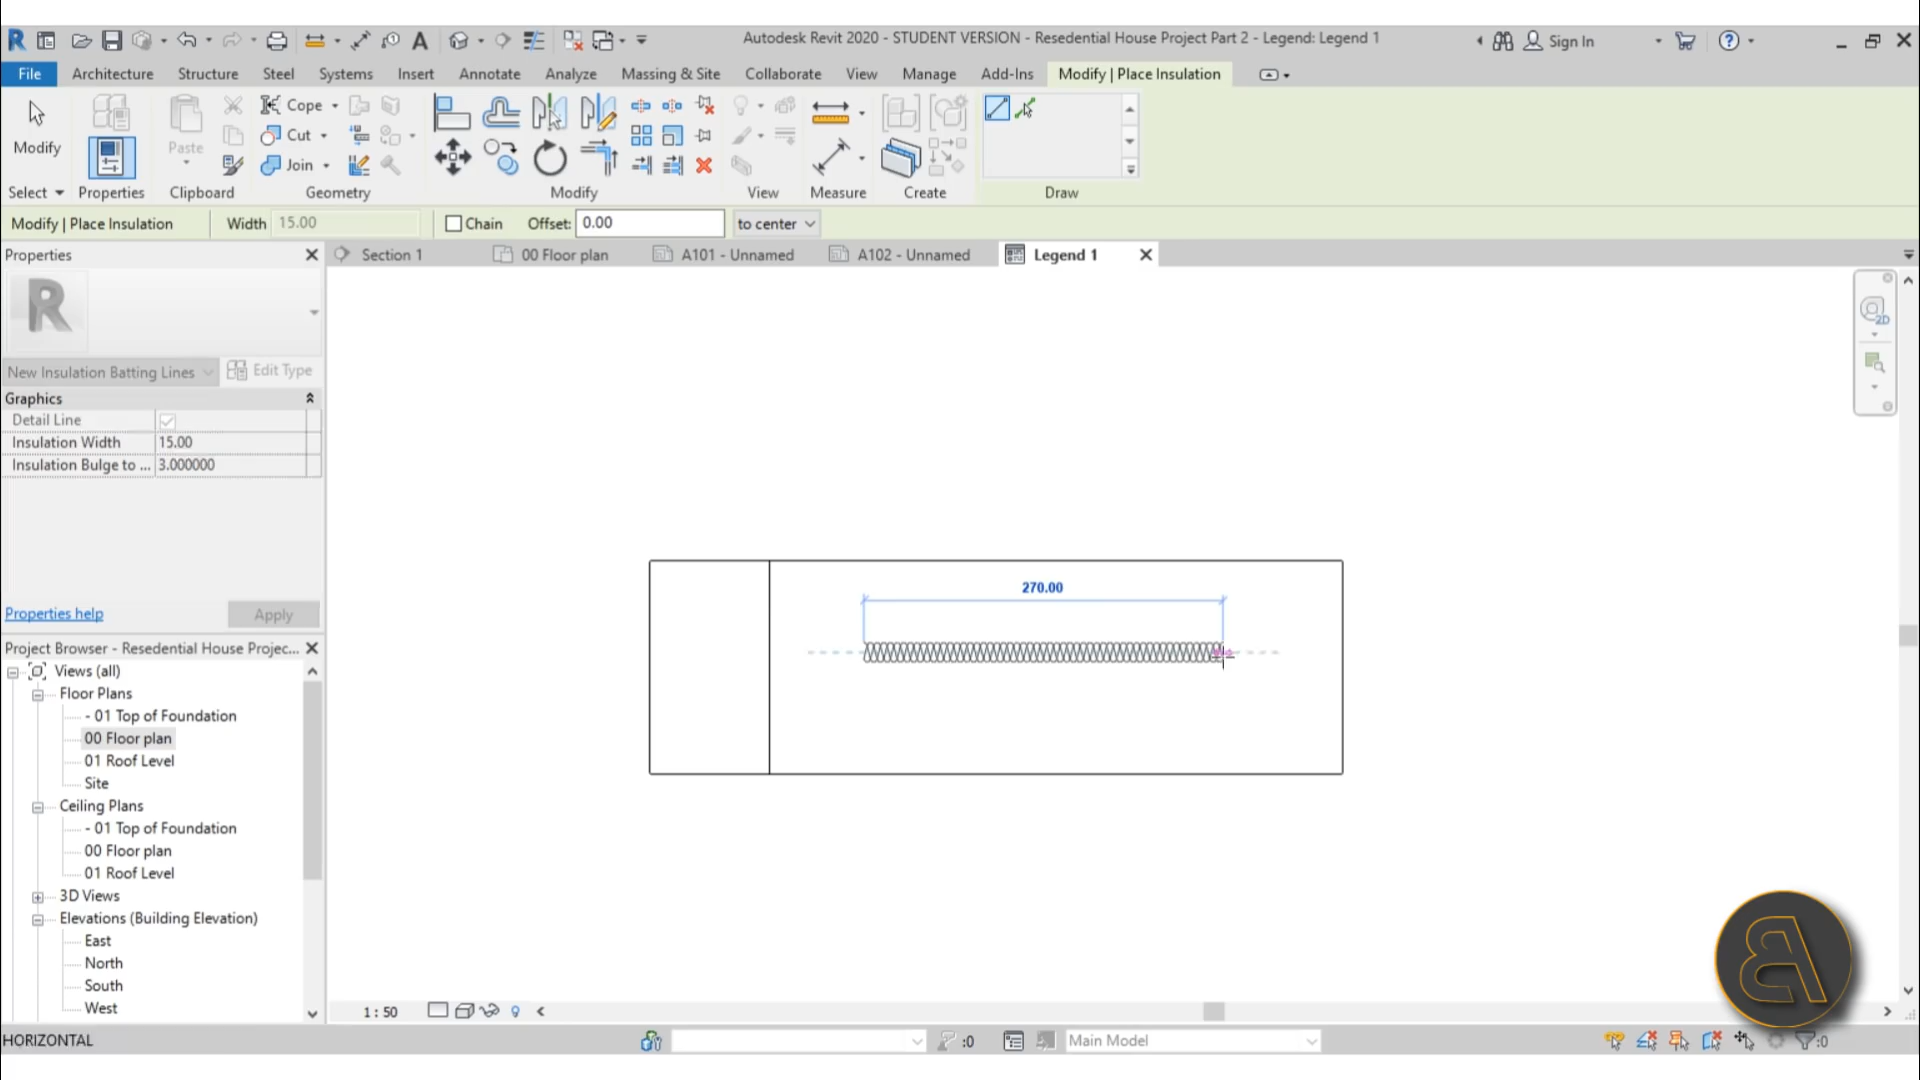 Autodesk Revit 2020 - STUDENT VERSION - Resedential House Project Part 2 - Legend: Legend 1
Sign In
File Architecture Structure Steel Systems Insert Annotate Analyze Massing & Site Collaborate View Manage Add-Ins Modify | Place Insulation
Modify
Paste
Cope
Cut
Join
Select Properties Clipboard Geometry Modify View Measure Create Draw
Modify | Place Insulation Width 15.00 Chain Offset: 0.00 to center
Properties
Section 1 00 Floor plan A101 - Unnamed A102 - Unnamed Legend 1
R
New Insulation Batting Lines Edit Type
Graphics
Detail Line
Insulation Width 15.00
Insulation Bulge to ... 3.000000
Properties help Apply
270.00
Project Browser - Resedential House Projec...
Views (all)
Floor Plans
- 01 Top of Foundation
00 Floor plan
01 Roof Level
Site
Ceiling Plans
- 01 Top of Foundation
00 Floor plan
01 Roof Level
3D Views
Elevations (Building Elevation)
East
North
South
West
1 : 50
HORIZONTAL
:0
Main Model
:0
2D